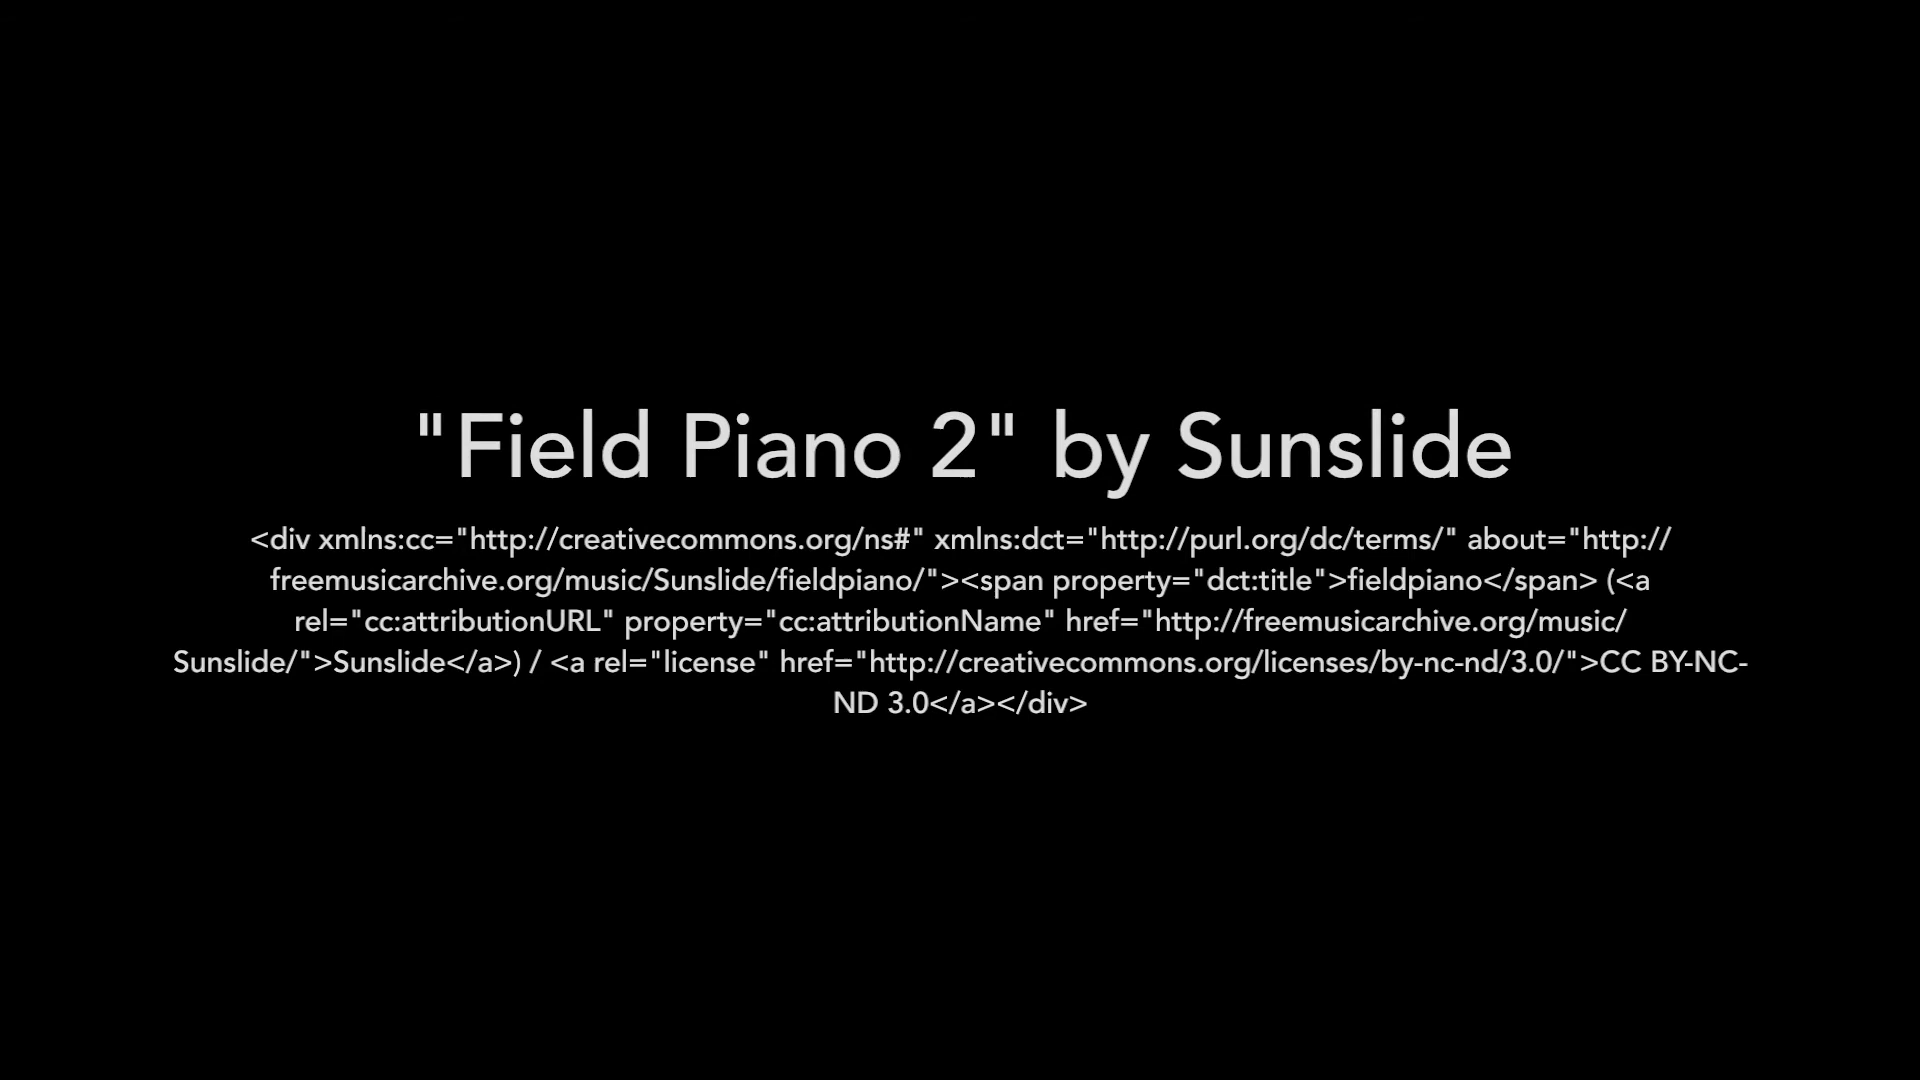 "Field Piano 2" by Sunslide
<div xmlns:cc="http://creativecommons.org/ns#" xmlns:dct="http://purl.org/dc/terms/" about="http://
freemusicarchive.org/music/Sunslide/fieldpiano/"><span property="dct:title">fieldpiano</span> (<a
rel="cc:attributionURL" property="cc:attributionName" href="http://freemusicarchive.org/music/
Sunslide/">Sunslide</a>) / <a rel="license" href="http://creativecommons.org/licenses/by-nc-nd/3.0/">CC BY-NC-
ND 3.0</a></div>